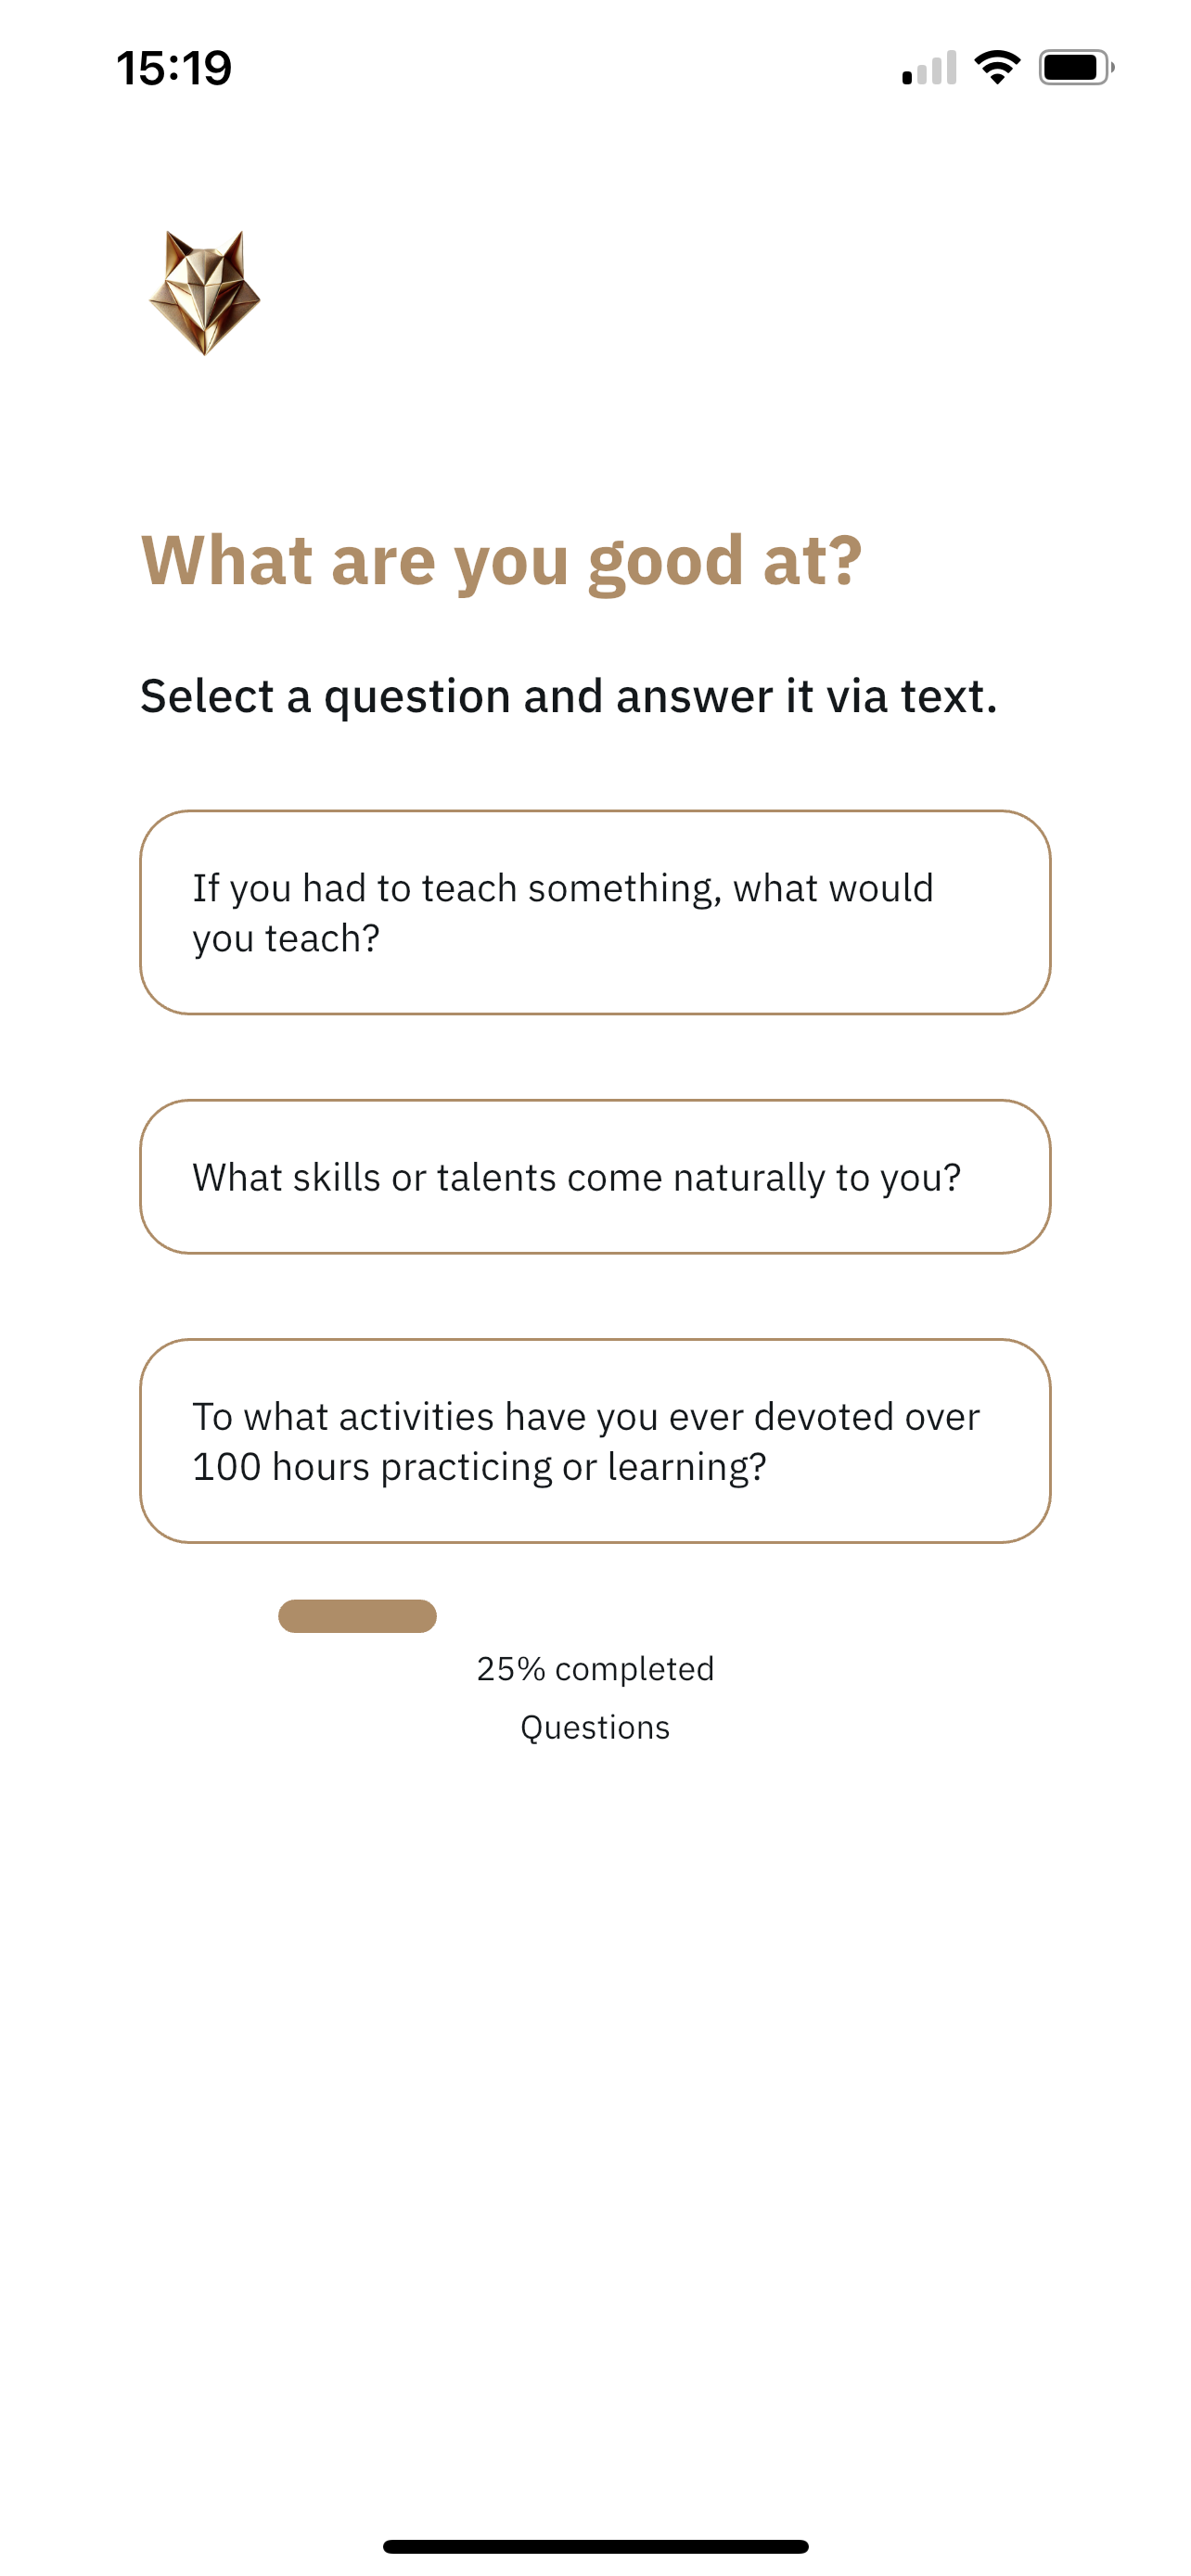 15:19
What are you good at?
Select a question and answer it via text.
If you had to teach something, what would
you teach?
What skills or talents come naturally to you?
To what activities have you ever devoted over
100 hours practicing or learning?
25% completed
Questions